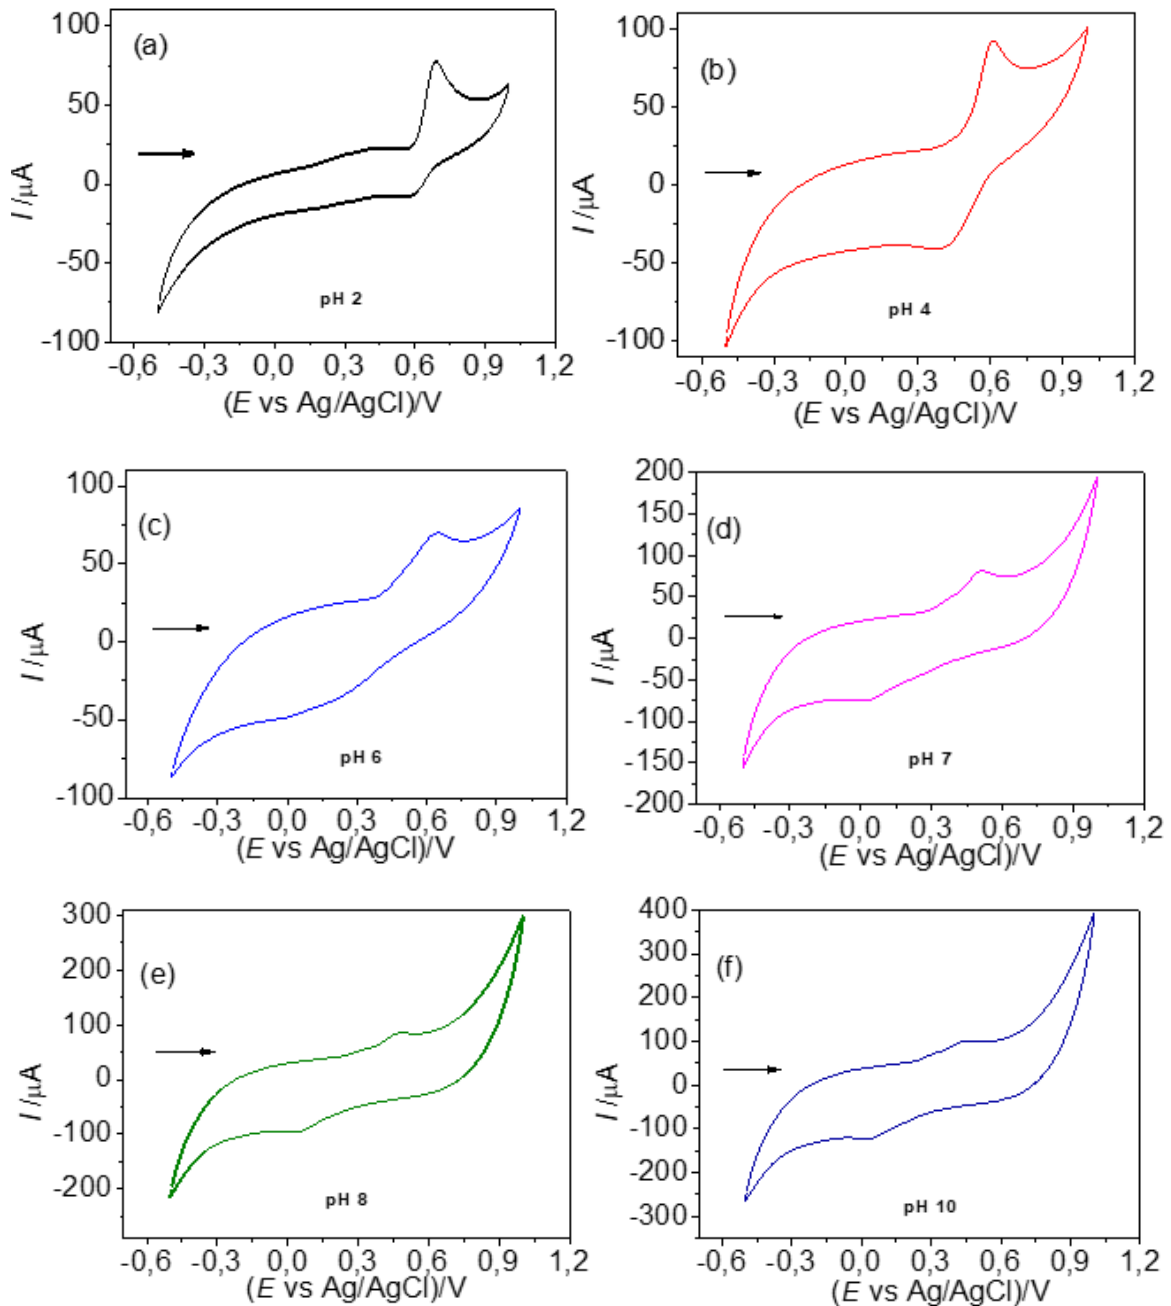 (a)
100
50
0
-50
-100
I /µA
pH 2
-0,6 -0,3 0,0 0,3 0,6 0,9 1,2
(E vs Ag/AgCl)/V
(b)
100
50
0
-50
-100
I /µA
pH 4
-0,6 -0,3 0,0 0,3 0,6 0,9 1,2
(E vs Ag/AgCl)/V
(c)
100
50
0
-50
-100
I /µA
pH 6
-0,6 -0,3 0,0 0,3 0,6 0,9 1,2
(E vs Ag/AgCl)/V
(d)
200
150
100
50
0
-50
-100
-150
-200
I /µA
pH 7
-0,6 -0,3 0,0 0,3 0,6 0,9 1,2
(E vs Ag/AgCl)/V
(e)
300
200
100
0
-100
-200
I /µA
pH 8
-0,6 -0,3 0,0 0,3 0,6 0,9 1,2
(E vs Ag/AgCl)/V
(f)
400
300
200
100
0
-100
-200
-300
I /µA
pH 10
-0,6 -0,3 0,0 0,3 0,6 0,9 1,2
(E vs Ag/AgCl)/V